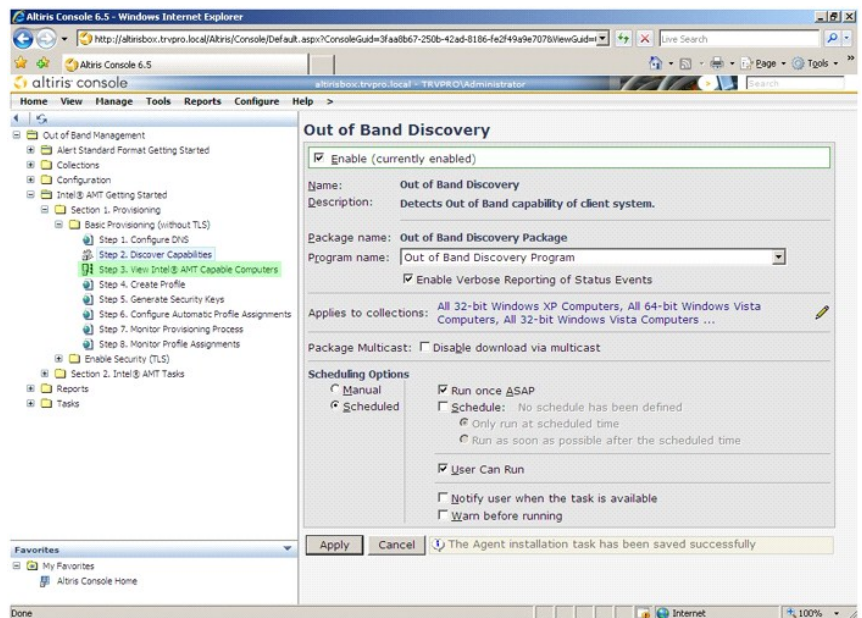 Altiris Console 6.5 - Windows Internet Explorer
http://altirisbox.trvpro.local/Altiris/Console/Default.aspx?ConsoleGuid=3faa8b67-250b-42ad-8186-fe2f49a9e707&ViewGuid=
Live Search
Altiris Console 6.5
Page
Tools
altiris console
altirisbox.trvpro.local - TRVPRO\Administrator
Search
Home View Manage Tools Reports Configure Help >
Out of Band Management
Alert Standard Format Getting Started
Collections
Configuration
Intel® AMT Getting Started
Section 1. Provisioning
Basic Provisioning (without TLS)
Step 1. Configure DNS
Step 2. Discover Capabilities
Step 3. View Intel® AMT Capable Computers
Step 4. Create Profile
Step 5. Generate Security Keys
Step 6. Configure Automatic Profile Assignments
Step 7. Monitor Provisioning Process
Step 8. Monitor Profile Assignments
Enable Security (TLS)
Section 2. Intel® AMT Tasks
Reports
Tasks
Favorites
My Favorites
Altiris Console Home
Out of Band Discovery
Enable (currently enabled)
Name: Out of Band Discovery
Description: Detects Out of Band capability of client system.
Package name: Out of Band Discovery Package
Program name: Out of Band Discovery Program
Enable Verbose Reporting of Status Events
Applies to collections: All 32-bit Windows XP Computers, All 64-bit Windows Vista
Computers, All 32-bit Windows Vista Computers ...
Package Multicast: Disable download via multicast
Scheduling Options
Manual
Scheduled
Run once ASAP
Schedule: No schedule has been defined
Only run at scheduled time
Run as soon as possible after the scheduled time
User Can Run
Notify user when the task is available
Warn before running
Apply Cancel The Agent installation task has been saved successfully
Done Internet 100%